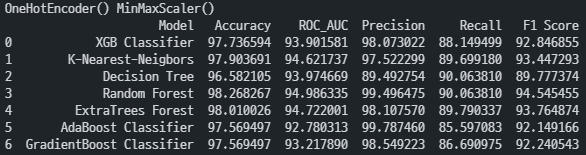 OneHotEncoder() MinMaxScaler()
Model Accuracy ROC_AUC Precision Recall F1 Score
0 XGB Classifier 97.736594 93.901581 98.073022 88.149499 92.846855
1 K-Nearest-Neigbors 97.903691 94.621737 97.522299 89.699180 93.447293
2 Decision Tree 96.582105 93.974669 89.492754 90.063810 89.777374
3 Random Forest 98.268267 94.986335 99.496475 90.063810 94.545455
4 ExtraTrees Forest 98.010026 94.722001 98.107570 89.790337 93.764874
5 AdaBoost Classifier 97.569497 92.780313 99.787460 85.597083 92.149166
6 GradientBoost Classifier 97.569497 93.217890 98.549223 86.690975 92.240543